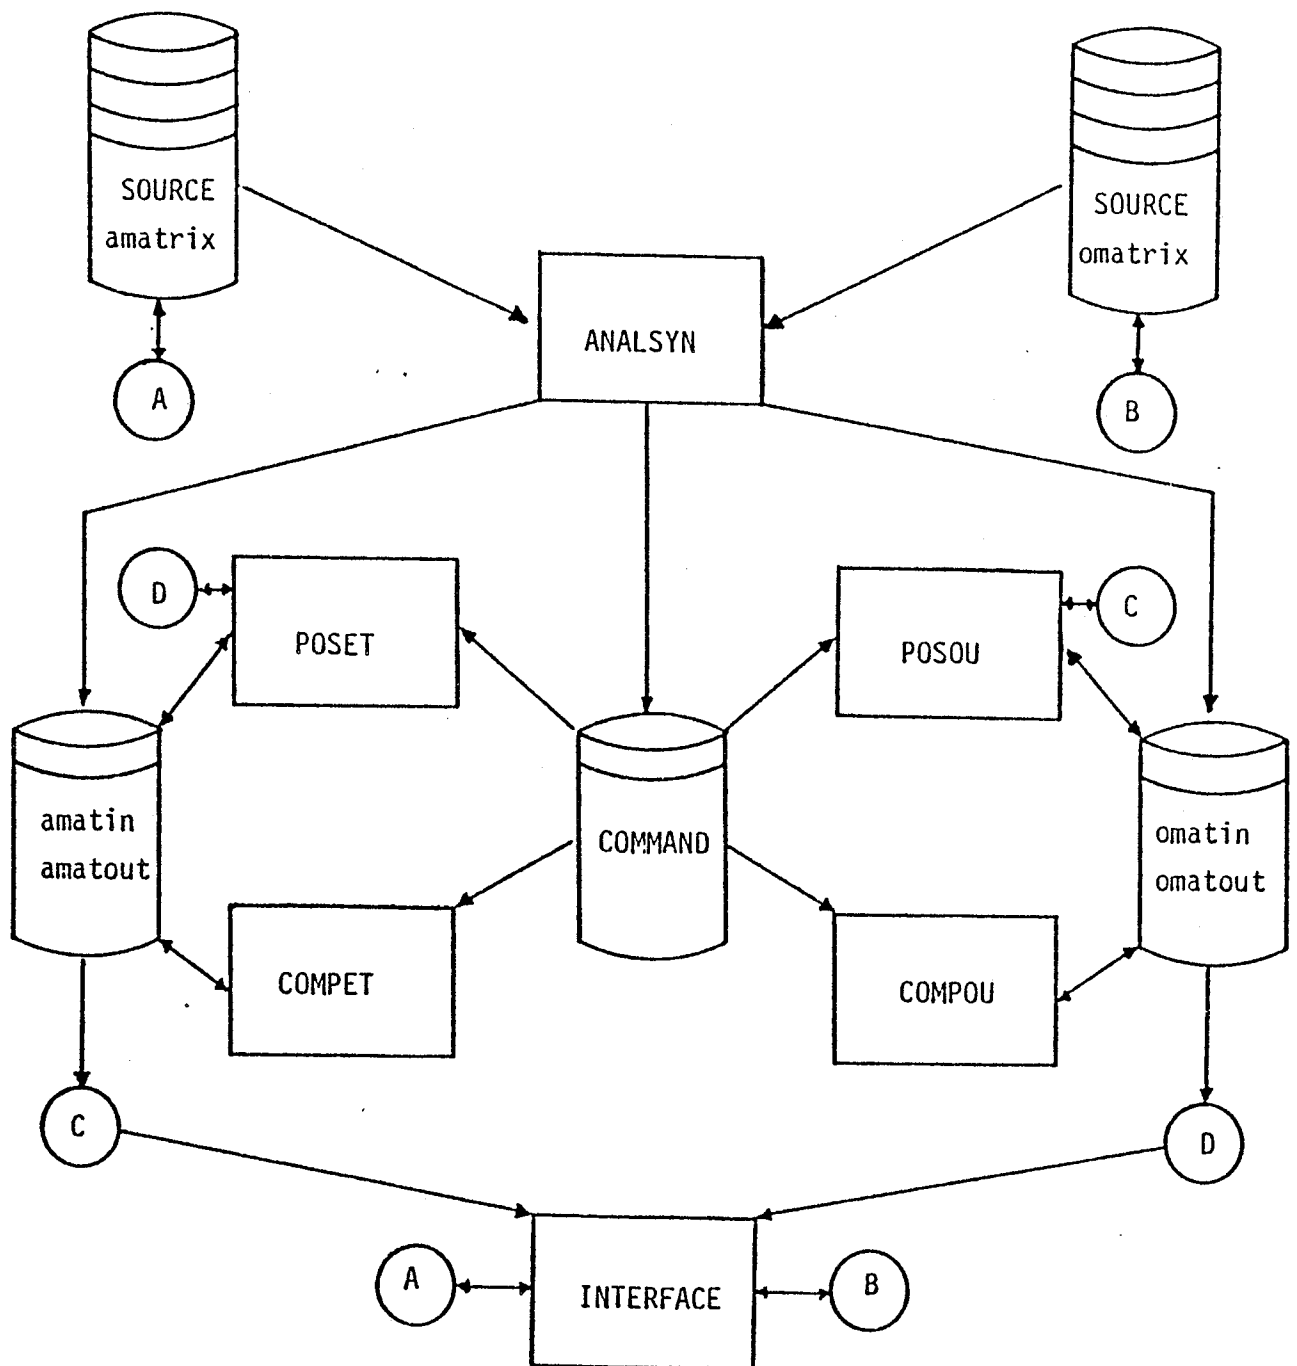 SOURCE
amatrix
SOURCE
omatrix
ANALSYN
A
B
D
POSET
POSOU
C
amatin
amatout
COMMAND
omatin
omatout
COMPET
COMPOU
C
D
A
INTERFACE
B